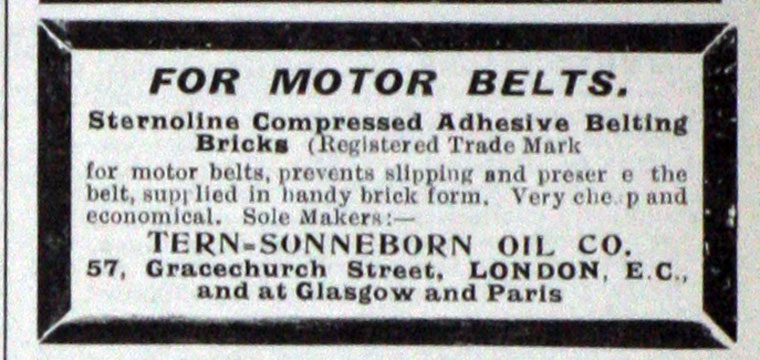 FOR MOTOR BELTS.
Sternoline Compressed Adhesive Belting
Bricks (Registered Trade Mark
for motor belts, prevents slipping and preser e the
belt, supplied in handy brick form. Very che p and
economical. Sole Makers:—
TERN-SONNEBORN OIL CO.
57, Gracechurch Street, LONDON, E.C.,
and at Glasgow and Paris